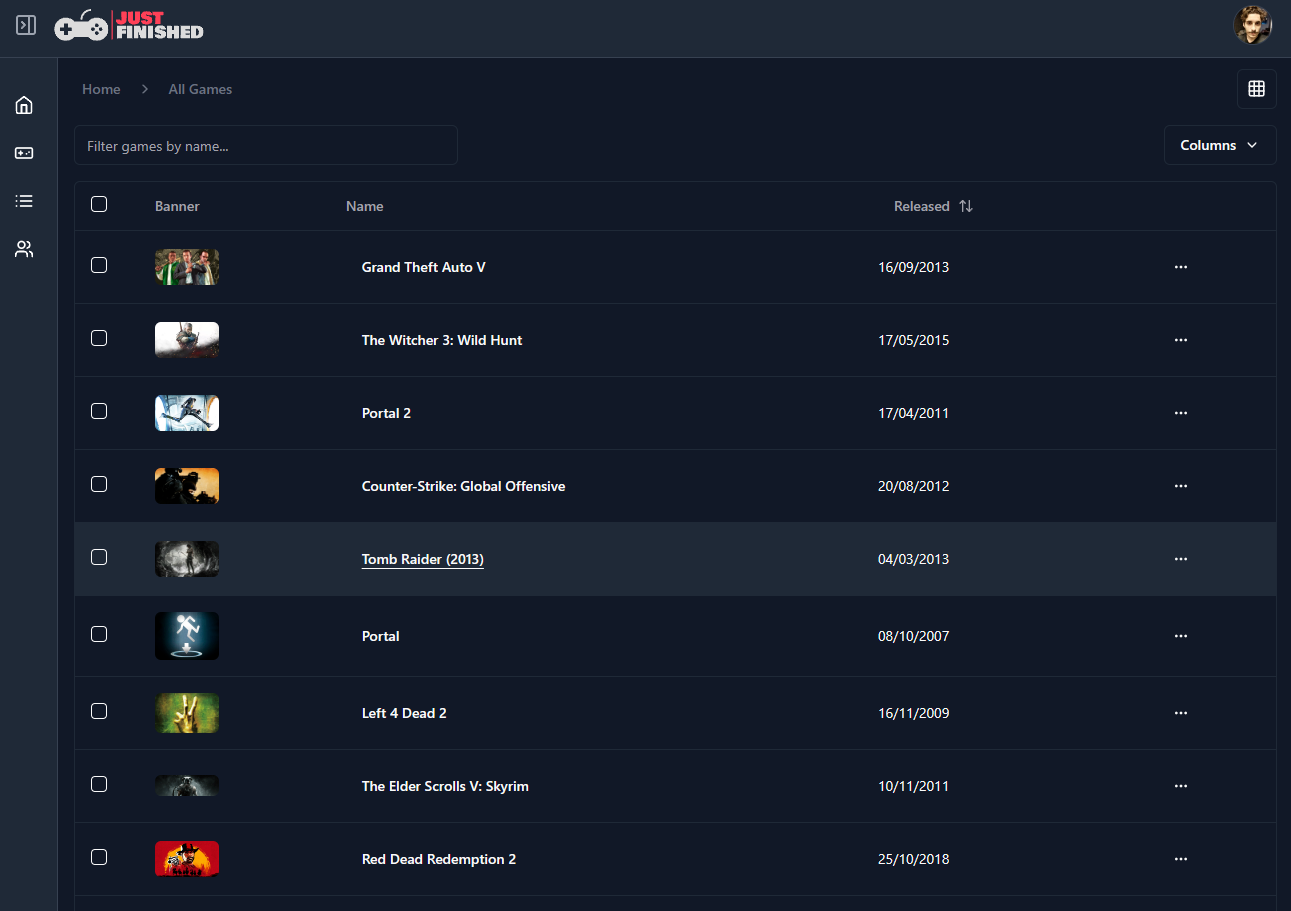 JUST
FINISHED
Home > All Games
Filter games by name...
Columns
Banner Name Released
Grand Theft Auto V 16/09/2013 ...
The Witcher 3: Wild Hunt 17/05/2015 ...
Portal 2 17/04/2011 ...
Counter-Strike: Global Offensive 20/08/2012 ...
Tomb Raider (2013) 04/03/2013 ...
Portal 08/10/2007 ...
Left 4 Dead 2 16/11/2009 ...
The Elder Scrolls V: Skyrim 10/11/2011 ...
Red Dead Redemption 2 25/10/2018 ...